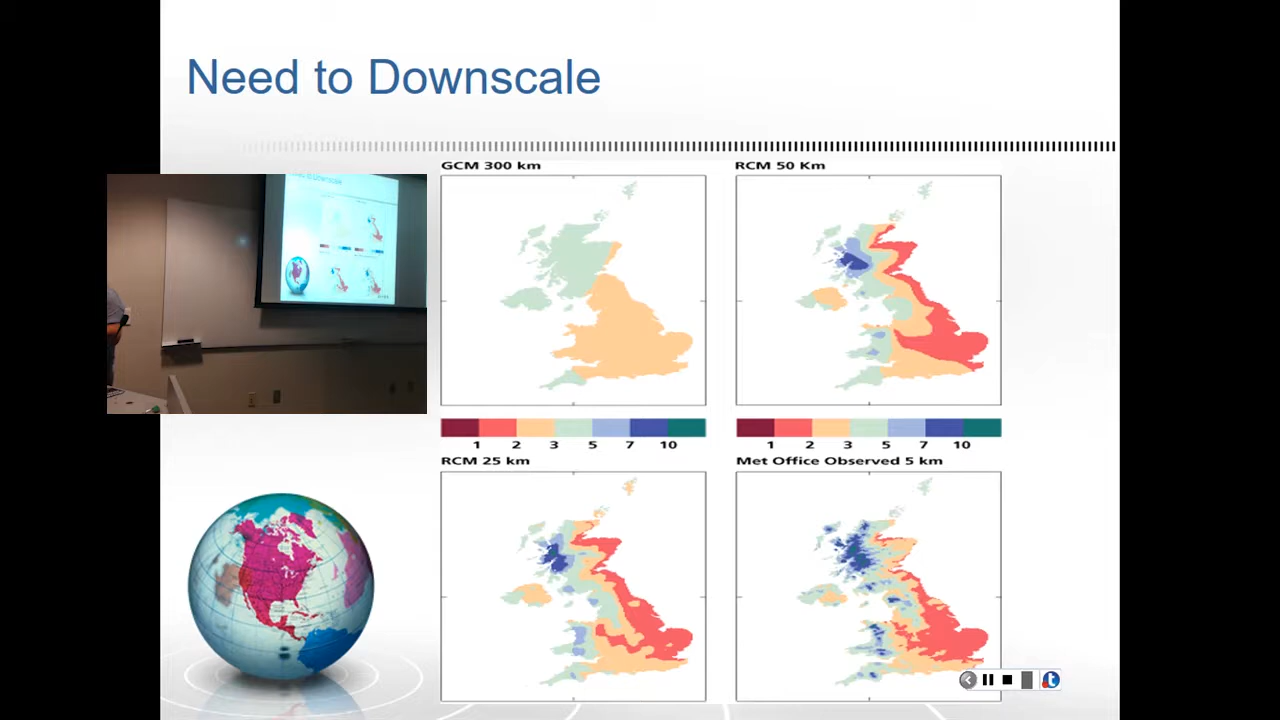 Need to Downscale
GCM 300 km
RCM 50 Km
1 2 3 5 7 10
1 2 3 5 7 10
RCM 25 km
Met Office Observed 5 km
t